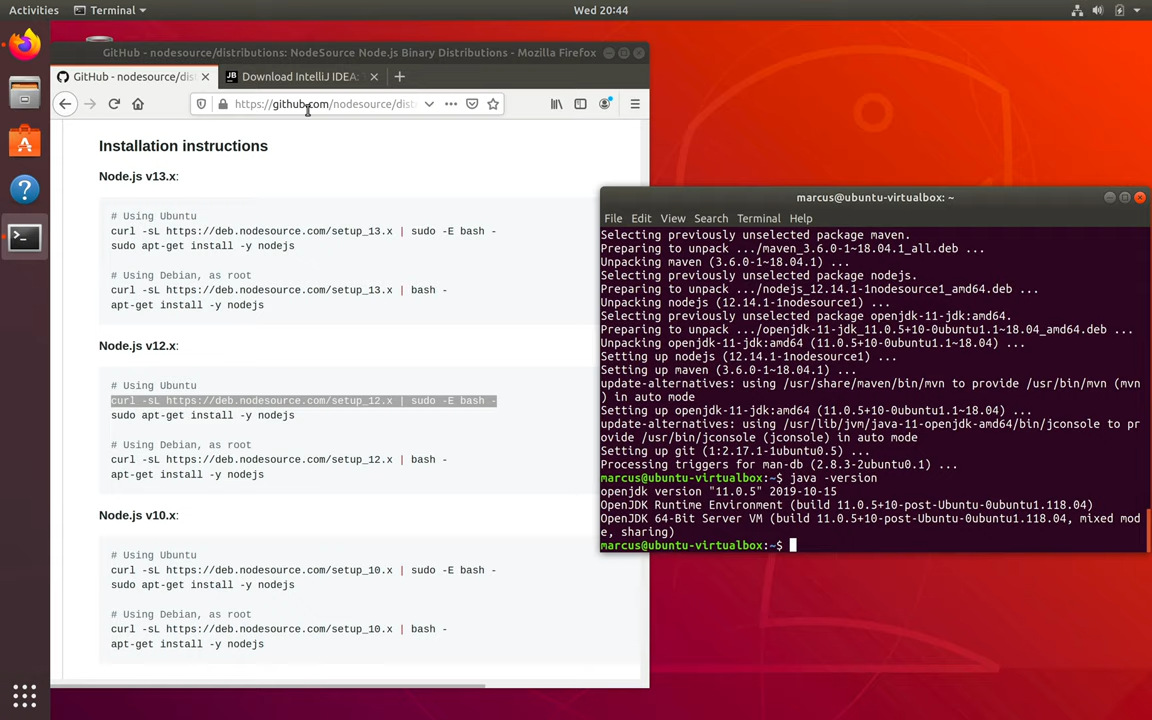 Activities
Terminal
Wed 20:44
GitHub - nodesource/distributions: NodeSource Node.js Binary Distributions - Mozilla Firefox
GitHub - nodesource/dis
JB Download IntelliJ IDEA:
https://github.com/nodesource/dist
Installation instructions
Node.js v13.x:
# Using Ubuntu
curl -sL https://deb.nodesource.com/setup_13.x | sudo -E bash -
sudo apt-get install -y nodejs
# Using Debian, as root
curl -sL https://deb.nodesource.com/setup_13.x | bash -
apt-get install -y nodejs
Node.js v12.x:
# Using Ubuntu
curl -sL https://deb.nodesource.com/setup_12.x | sudo -E bash -
sudo apt-get install -y nodejs
# Using Debian, as root
curl -sL https://deb.nodesource.com/setup_12.x | bash -
apt-get install -y nodejs
Node.js v10.x:
# Using Ubuntu
curl -sL https://deb.nodesource.com/setup_10.x | sudo -E bash -
sudo apt-get install -y nodejs
# Using Debian, as root
curl -sL https://deb.nodesource.com/setup_10.x | bash -
apt-get install -y nodejs
marcus@ubuntu-virtualbox: ~
File Edit View Search Terminal Help
Selecting previously unselected package maven.
Preparing to unpack .../maven_3.6.0-1~18.04.1_all.deb ...
Unpacking maven (3.6.0-1~18.04.1) ...
Selecting previously unselected package nodejs.
Preparing to unpack .../nodejs_12.14.1-1nodesource1_amd64.deb ...
Unpacking nodejs (12.14.1-1nodesource1) ...
Selecting previously unselected package openjdk-11-jdk:amd64.
Preparing to unpack .../openjdk-11-jdk_11.0.5+10-0ubuntu1.1~18.04_amd64.deb ...
Unpacking openjdk-11-jdk:amd64 (11.0.5+10-0ubuntu1.1~18.04) ...
Setting up nodejs (12.14.1-1nodesource1) ...
Setting up maven (3.6.0-1~18.04.1) ...
update-alternatives: using /usr/share/maven/bin/mvn to provide /usr/bin/mvn (mvn
) in auto mode
Setting up openjdk-11-jdk:amd64 (11.0.5+10-0ubuntu1.1~18.04) ...
update-alternatives: using /usr/lib/jvm/java-11-openjdk-amd64/bin/jconsole to pr
ovide /usr/bin/jconsole (jconsole) in auto mode
Setting up git (1:2.17.1-1ubuntu0.5) ...
Processing triggers for man-db (2.8.3-2ubuntu0.1) ...
marcus@ubuntu-virtualbox:~$ java -version
openjdk version "11.0.5" 2019-10-15
OpenJDK Runtime Environment (build 11.0.5+10-post-Ubuntu-0ubuntu1.118.04)
OpenJDK 64-Bit Server VM (build 11.0.5+10-post-Ubuntu-0ubuntu1.118.04, mixed mod
e, sharing)
marcus@ubuntu-virtualbox:~$